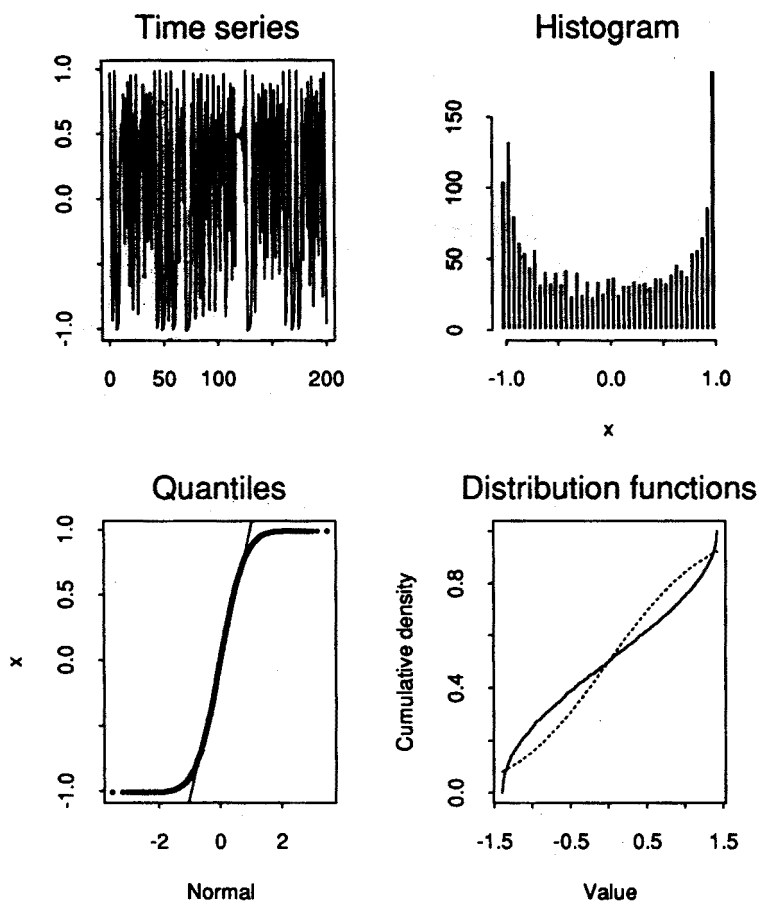 Time series
1.0
0.5
0.0
-1.0
0 50 100 200
Histogram
150
100
50
0
-1.0 0.0 1.0
x
Quantiles
1.0
0.5
0.0
-1.0
x
-2 0 2
Normal
Distribution functions
0.8
0.4
0.0
Cumulative density
-1.5 -0.5 0.5 1.5
Value